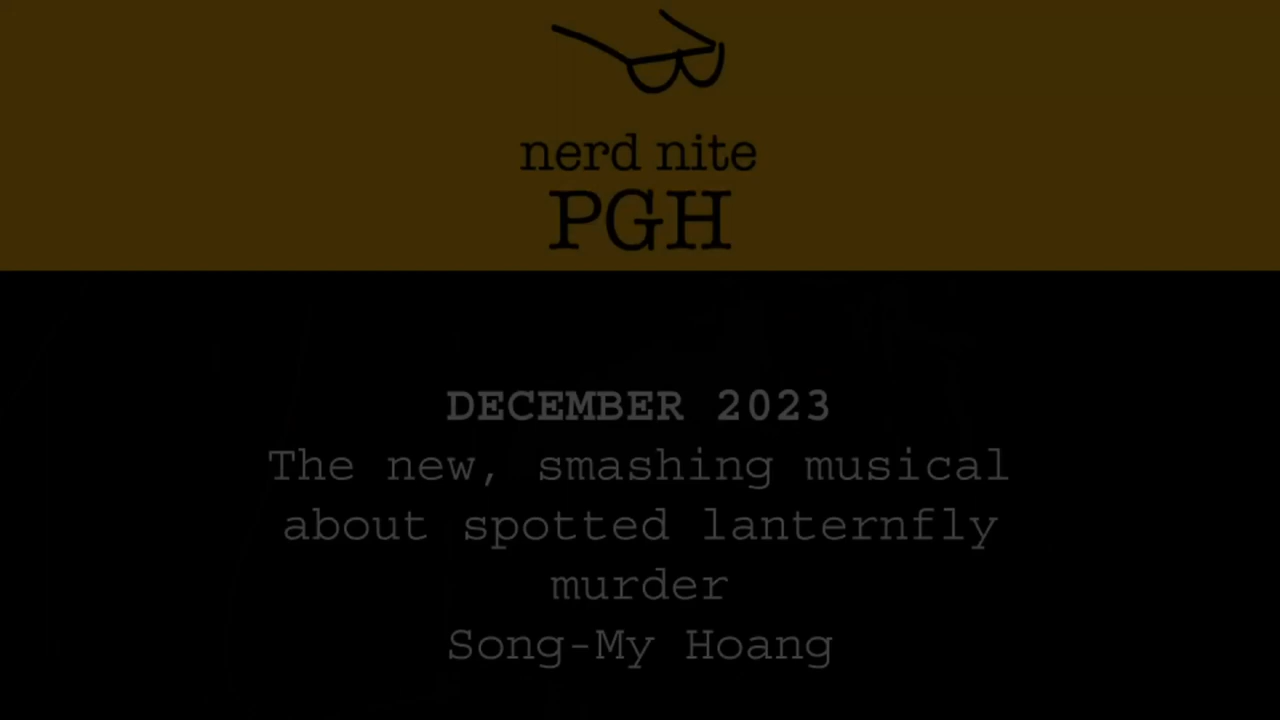 nerd nite
PGH
DECEMBER 2023
The new, smashing musical
about spotted lanternfly
murder
Song-My Hoang